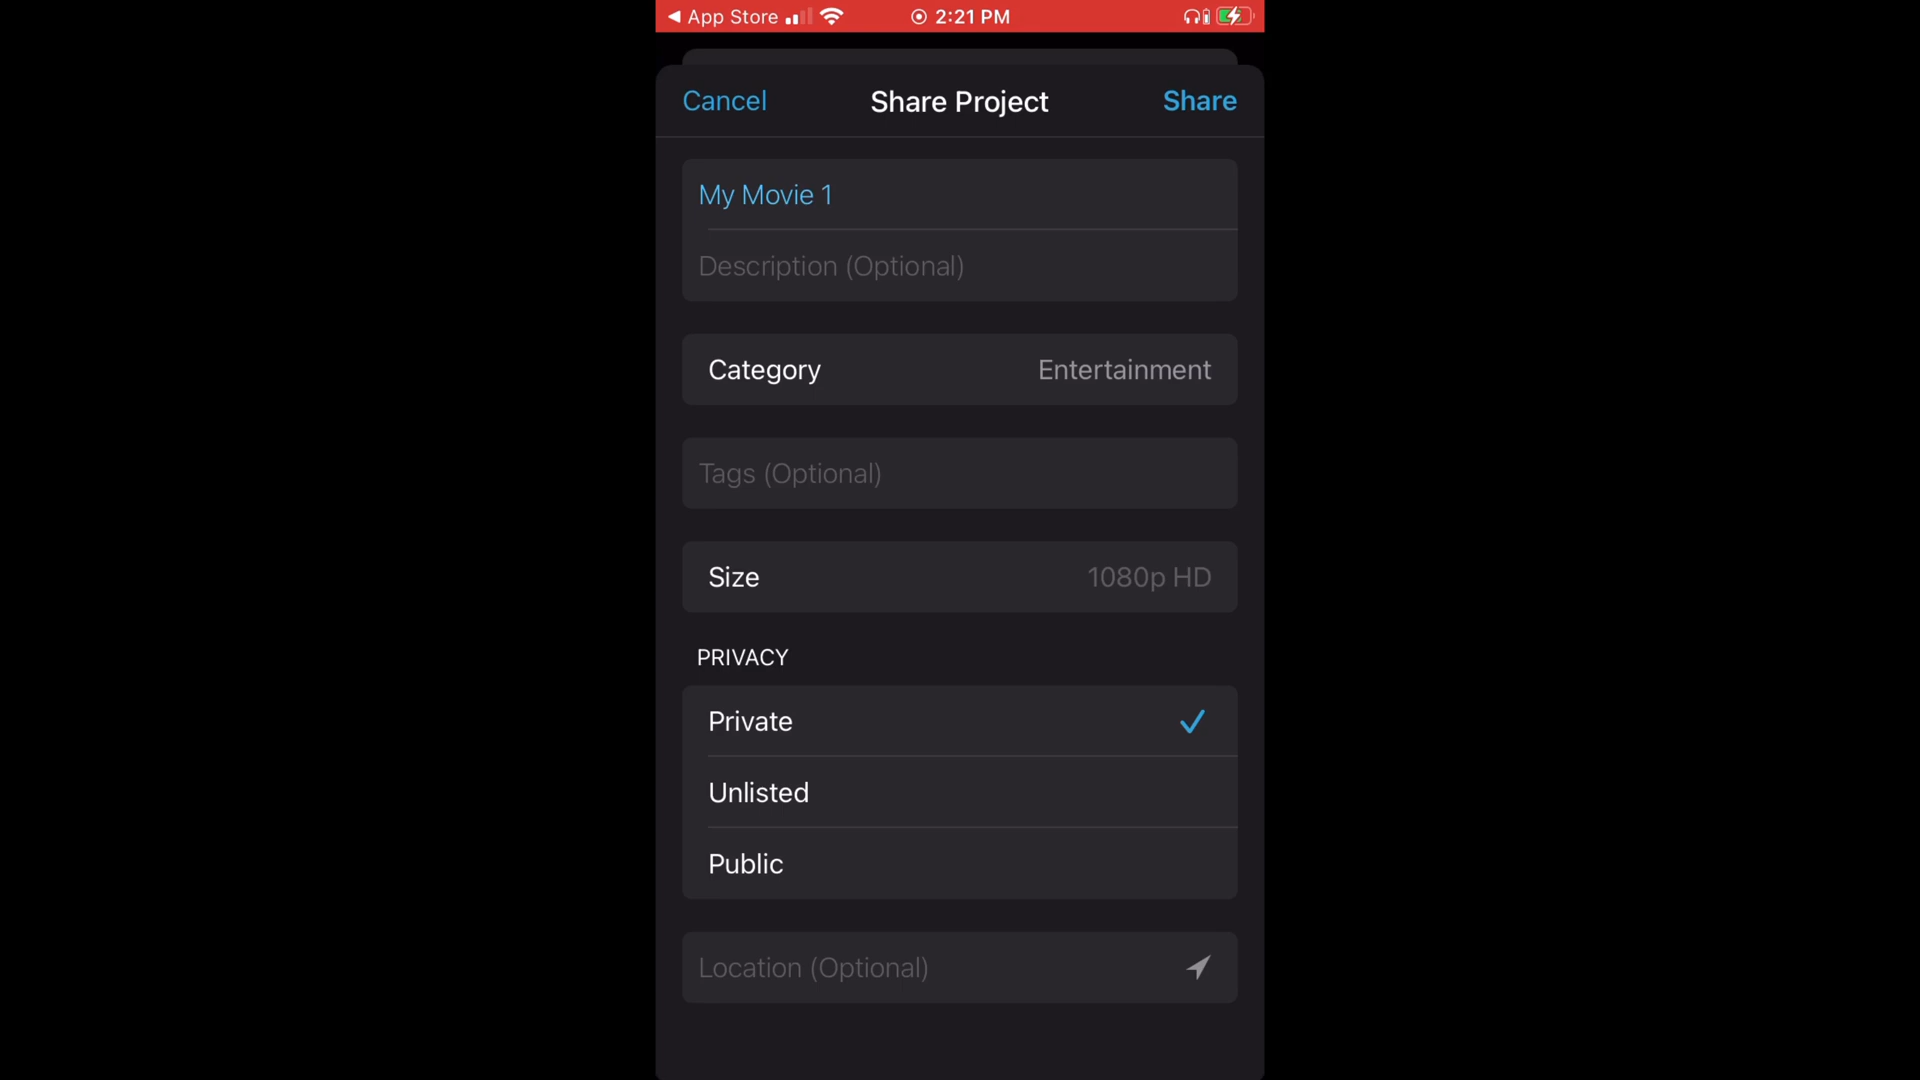 App Store
2:21 PM
Cancel
Share Project
Share
My Movie 1
Description (Optional)
Category
Entertainment
Tags (Optional)
Size
1080p HD
PRIVACY
Private
Unlisted
Public
Location (Optional)